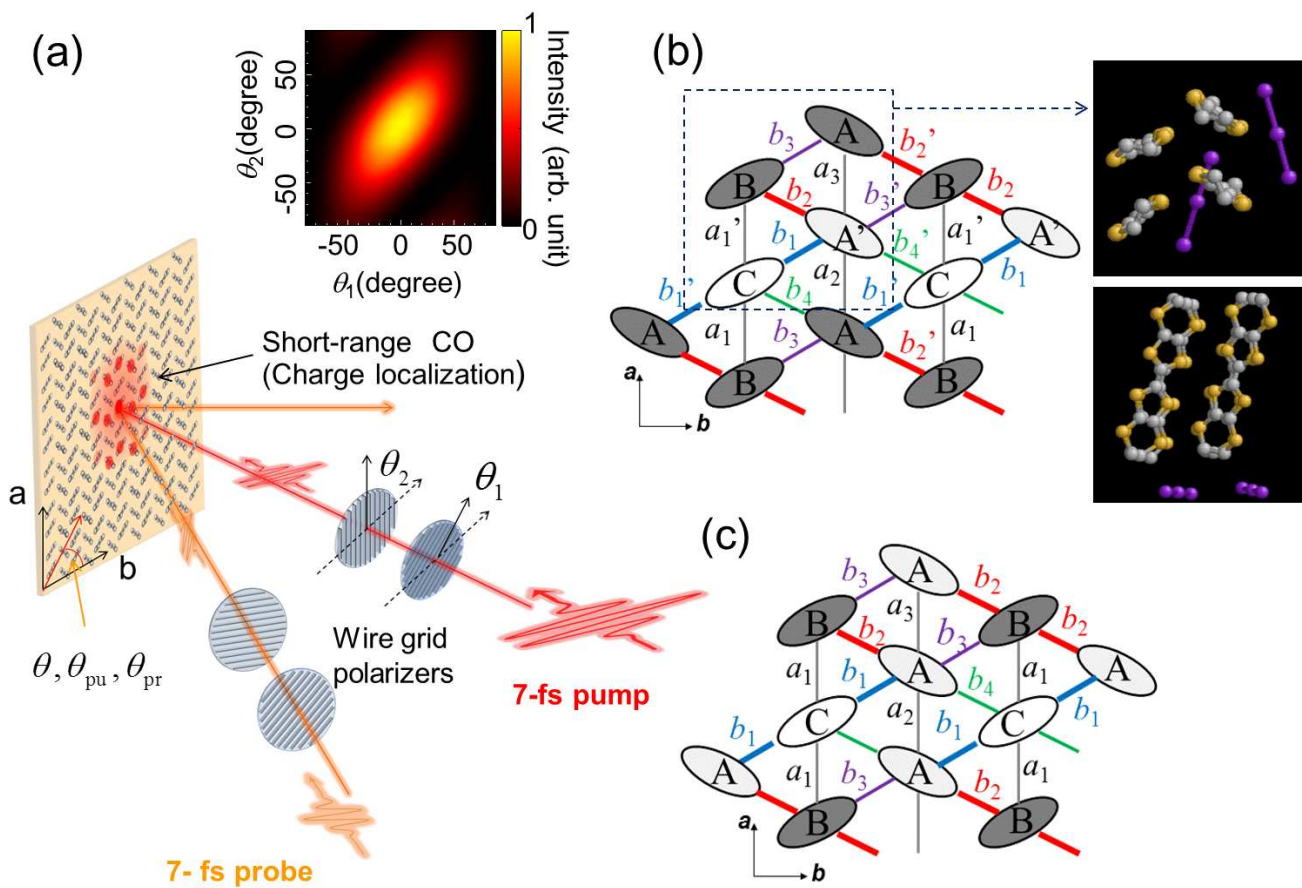 (a)
1
50
0
-50
-50
0
50
θ2(degree)
θ1(degree)
0
Intensity (arb. unit)
Short-range CO
(Charge localization)
θ2
θ1
a
b
θ, θpu, θpr
Wire grid
polarizers
7-fs pump
7- fs probe
(b)
A
b3
b2'
a3
B
B
b2
b3'
b2
a1'
A'
a1'
A'
b1
b4'
b1
C
a2
C
b1'
b4
b1'
A
a1
A
a1
b3
b2'
B
B
a
b
(c)
A
b3
b2
a3
B
B
b2
b3
b2
a1
A
a1
A
b1
b4
b1
C
a2
C
b1
b1
A
a1
A
a1
b3
b2
B
B
a
b